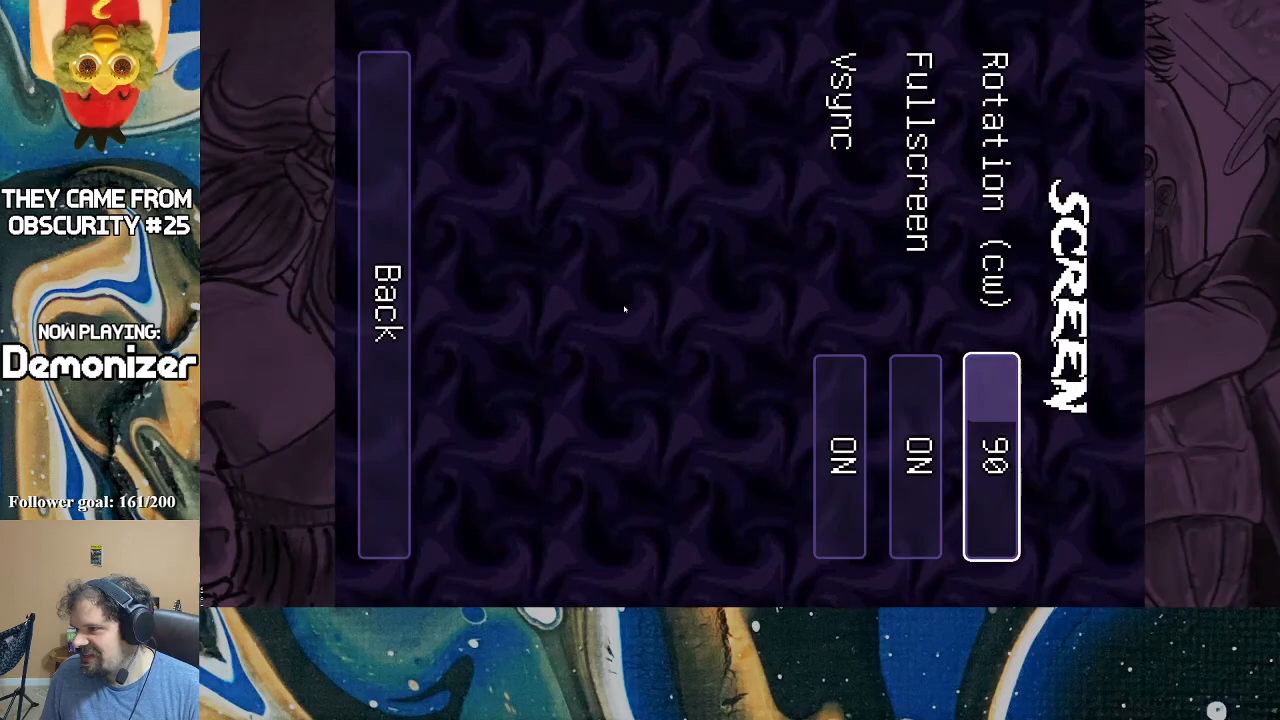 THEY CAME FROM
OBSCURITY #25
NOW PLAYING:
Demonizer
Follower goal: 161/200
SCREEN
Rotation (cw) 90
Fullscreen ON
Vsync ON
Back